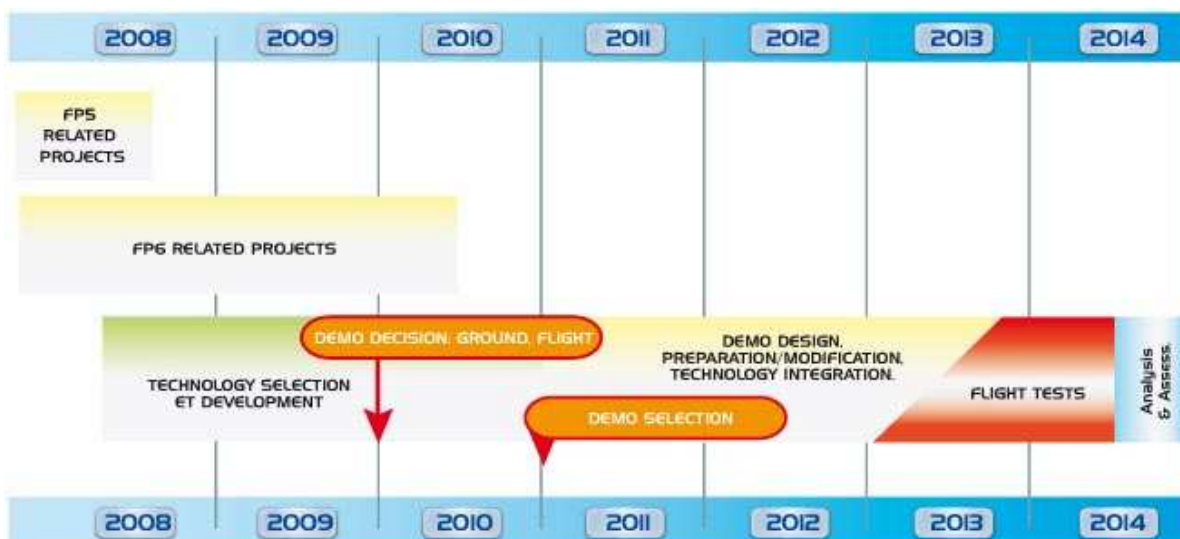 2008 2009 2010 2011 2012 2013 2014
FP5
RELATED
PROJECTS
FP6 RELATED PROJECTS
DEMO DECISION, GROUND, FLIGHT
TECHNOLOGY SELECTION
ET DEVELOPMENT
DEMO DESIGN,
PREPARATION/MODIFICATION,
TECHNOLOGY INTEGRATION.
DEMO SELECTION
FLIGHT TESTS
Analysis
& Assess.
2008 2009 2010 2011 2012 2013 2014